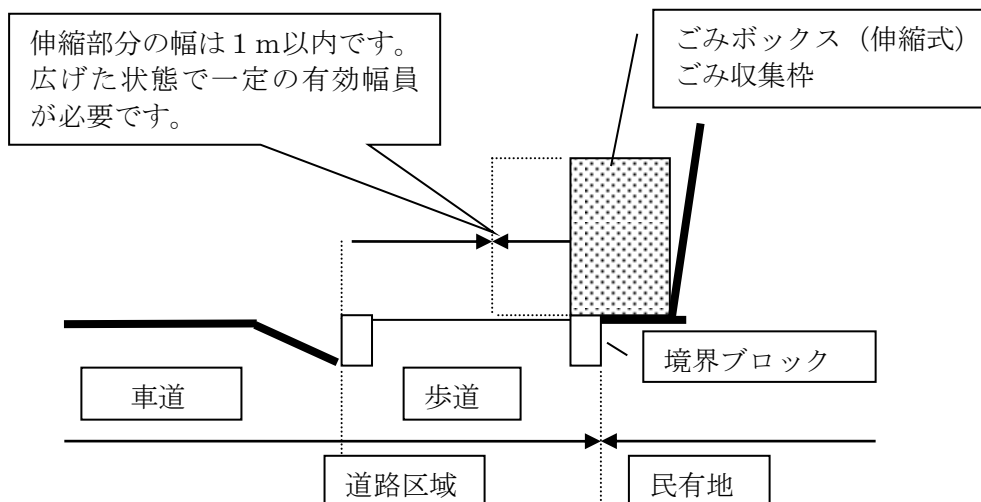 伸縮部分の幅は１ｍ以内です。
広げた状態で一定の有効幅員
が必要です。
ごみボックス（伸縮式）
ごみ収集枠
境界ブロック
車道
歩道
道路区域
民有地